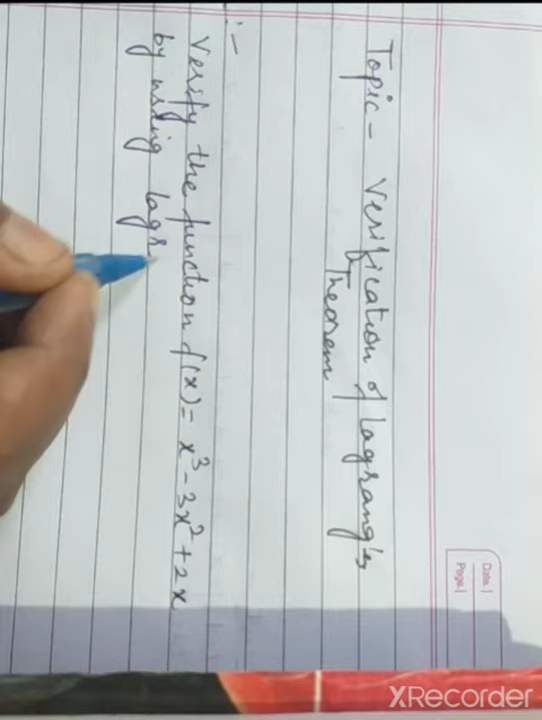 Date |
Page |
Topic - Verification of Lagrang's
Theorem
:-
Verify the function f(x) = x³ - 3x² + 2x
by using lagr
XRecorder